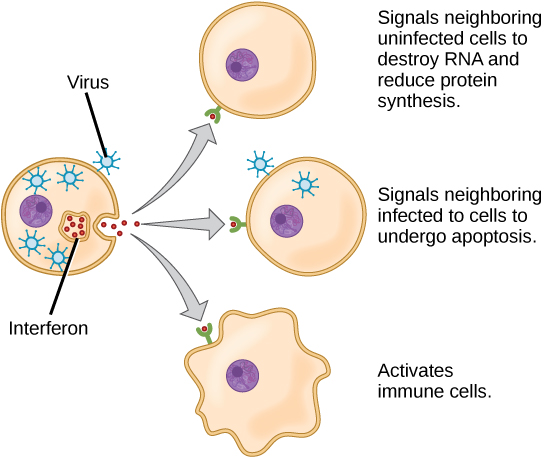 Signals neighboring
uninfected cells to
destroy RNA and
reduce protein
synthesis.
Virus
Signals neighboring
infected to cells to
undergo apoptosis.
Interferon
Activates
immune cells.